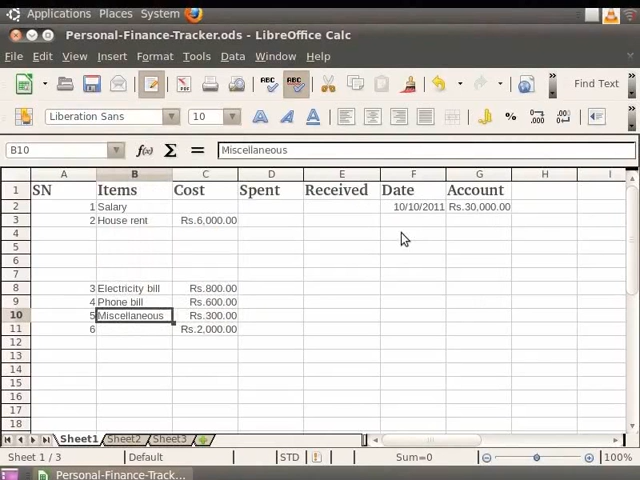 Applications Places System
Personal-Finance-Tracker.ods - LibreOffice Calc
File Edit View Insert Format Tools Data Window Help
ABC ABC Find Text
Liberation Sans 10 A A A % .000
B10 f(x) Σ = Miscellaneous
A B C D E F G H I
1 SN Items Cost Spent Received Date Account
2 1 Salary 10/10/2011 Rs.30,000.00
3 2 House rent Rs.6,000.00
4
5
6
7
8 3 Electricity bill Rs.800.00
9 4 Phone bill Rs.600.00
10 5 Miscellaneous Rs.300.00
11 6 Rs.2,000.00
12
13
14
15
16
17
18
Sheet1 Sheet2 Sheet3
Sheet 1 / 3 Default STD Sum=0 100%
Personal-Finance-Track...